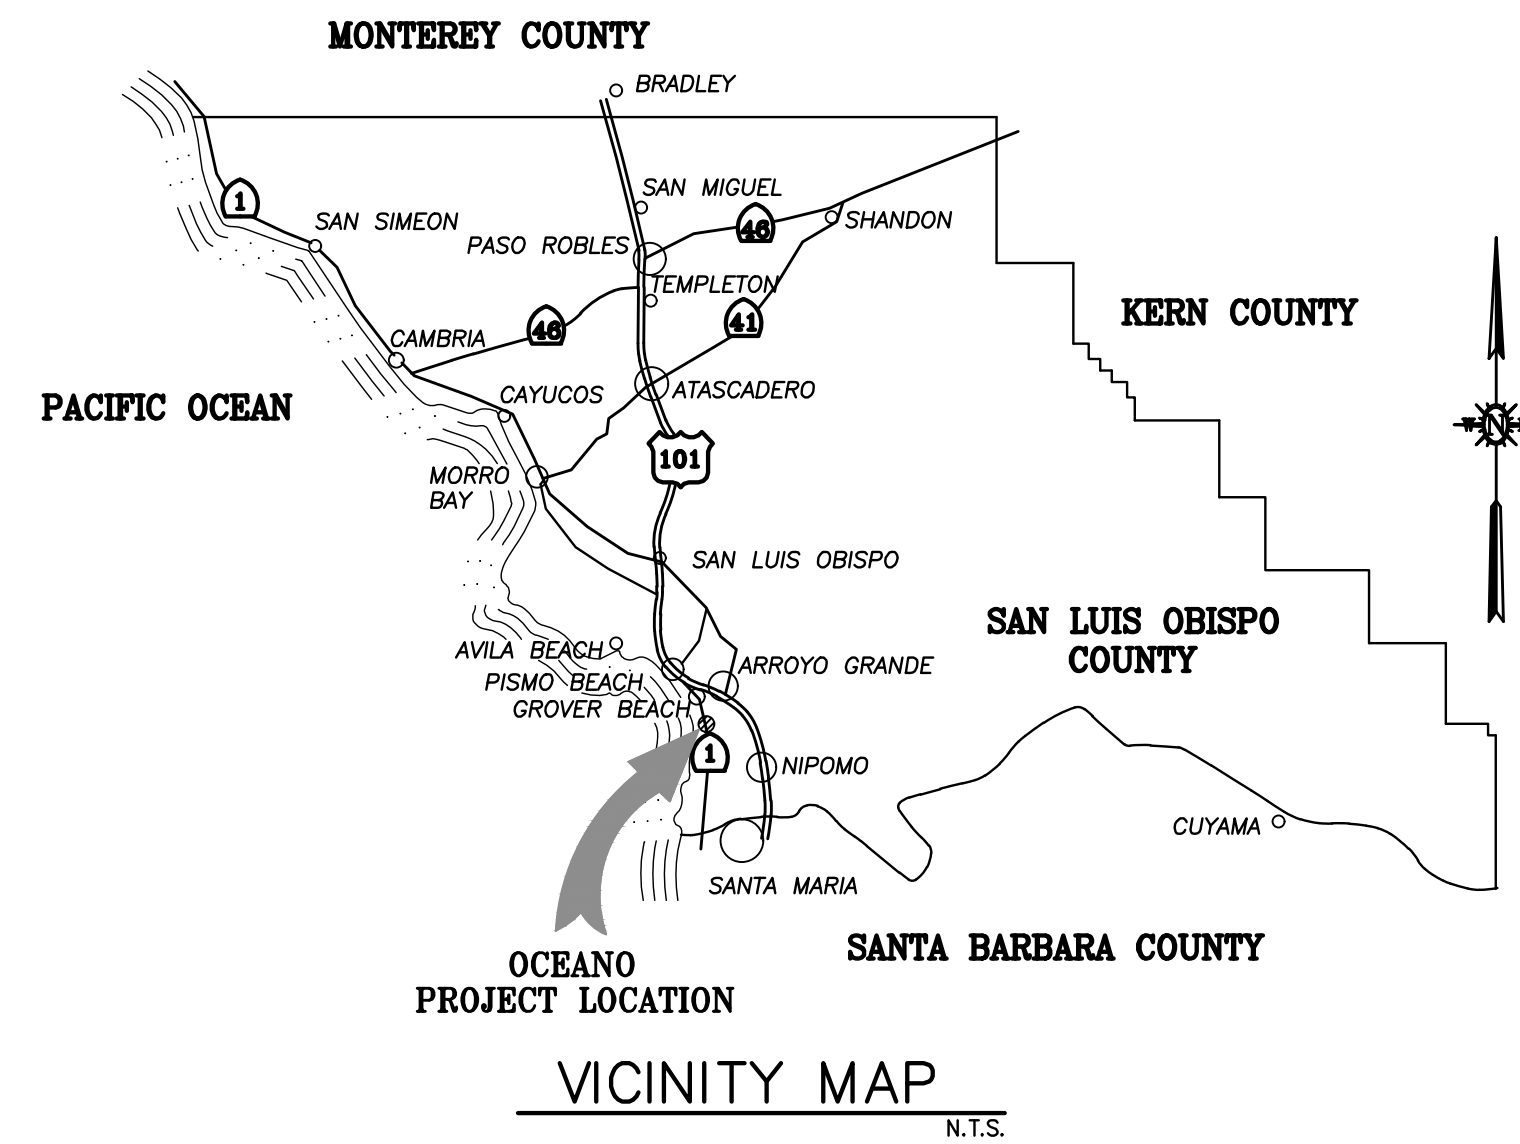 MONTEREY COUNTY
BRADLEY
SAN MIGUEL
1
SAN SIMEON
46
SHANDON
PASO ROBLES
TEMPLETON
KERN COUNTY
46
41
CAMBRIA
ATASCADERO
CAYUCOS
PACIFIC OCEAN
W N
101
MORRO
BAY
SAN LUIS OBISPO
SAN LUIS OBISPO
COUNTY
AVILA BEACH
ARROYO GRANDE
PISMO BEACH
GROVER BEACH
1
NIPOMO
CUYAMA
SANTA MARIA
SANTA BARBARA COUNTY
OCEANO
PROJECT LOCATION
VICINITY MAP
N.T.S.